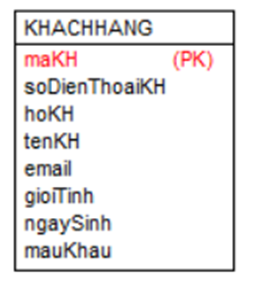 KHACHHANG
maKH (PK)
soDienThoaiKH
hoKH
tenKH
email
gioiTinh
ngaySinh
mauKhau